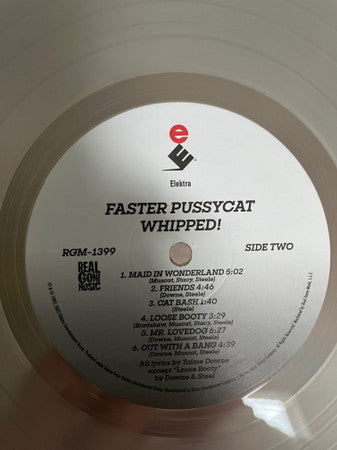 e
Elektra
FASTER PUSSYCAT
WHIPPED!
RGM-1399
SIDE TWO
REAL
GONE
MUSIC
1. MAID IN WONDERLAND 5:02
(Muscat, Stacy, Steele)
2. FRIENDS 4:46
(Downe, Steele)
3. CAT BASH 1:40
(Steele)
4. LOOSE BOOTY 3:29
(Bradshaw, Muscat, Stacy, Steele)
5. MR. LOVEDOG 6:27
(Downe, Muscat, Steele)
6. OUT WITH A BANG 4:39
(Downe, Muscat, Steele)
All lyrics by Taime Downe
except "Loose Booty"
by Downe & Steel